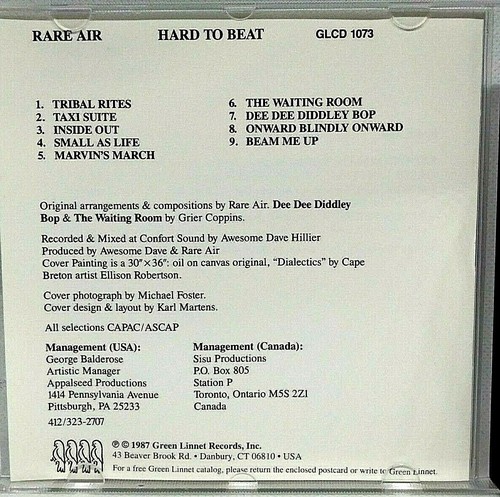 RARE AIR HARD TO BEAT GLCD 1073
1. TRIBAL RITES
2. TAXI SUITE
3. INSIDE OUT
4. SMALL AS LIFE
5. MARVIN'S MARCH
6. THE WAITING ROOM
7. DEE DEE DIDDLEY BOP
8. ONWARD BLINDLY ONWARD
9. BEAM ME UP
Original arrangements & compositions by Rare Air. Dee Dee Diddley
Bop & The Waiting Room by Grier Coppins.
Recorded & Mixed at Confort Sound by Awesome Dave Hillier
Produced by Awesome Dave & Rare Air
Cover Painting is a 30"×36": oil on canvas original, "Dialectics" by Cape
Breton artist Ellison Robertson.
Cover photograph by Michael Foster.
Cover design & layout by Karl Martens.
All selections CAPAC/ASCAP
Management (USA):
George Balderose
Artistic Manager
Appalseed Productions
1414 Pennsylvania Avenue
Pittsburgh, PA 25233
412/323-2707
Management (Canada):
Sisu Productions
P.O. Box 805
Station P
Toronto, Ontario M5S 2Z1
Canada
℗ © 1987 Green Linnet Records, Inc.
43 Beaver Brook Rd. • Danbury, CT 06810 • USA
For a free Green Linnet catalog, please return the enclosed postcard or write to Green Linnet.